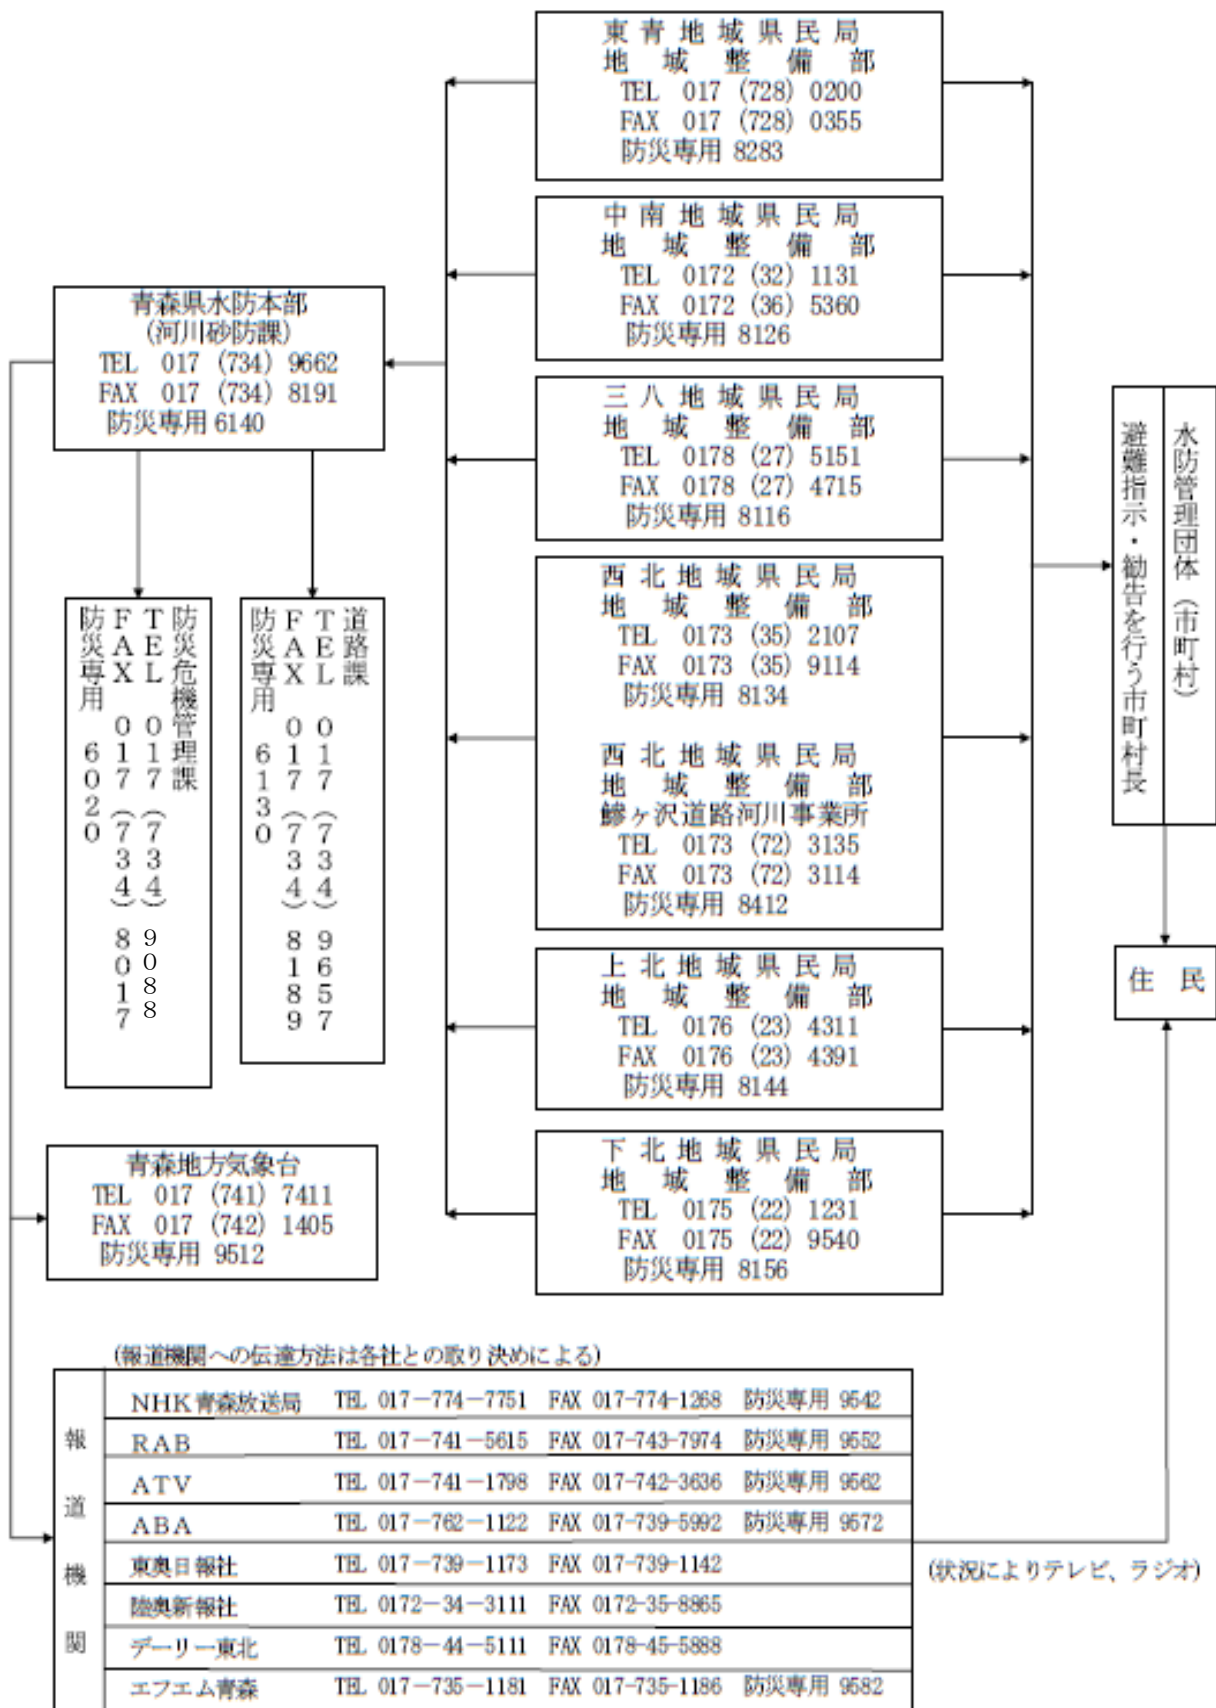 東青地域県民局
地域整備部
TEL 017 (728) 0200
FAX 017 (728) 0355
防災専用 8283
中南地域県民局
地域整備部
TEL 0172 (32) 1131
FAX 0172 (36) 5360
防災専用 8126
青森県水防本部
(河川砂防課)
TEL 017 (734) 9662
FAX 017 (734) 8191
防災専用 6140
三八地域県民局
地域整備部
TEL 0178 (27) 5151
FAX 0178 (27) 4715
防災専用 8116
西北地域県民局
地域整備部
TEL 0173 (35) 2107
FAX 0173 (35) 9114
防災専用 8134
西北地域県民局
地域整備部
鰺ヶ沢道路河川事業所
TEL 0173 (72) 3135
FAX 0173 (72) 3114
防災専用 8412
上北地域県民局
地域整備部
TEL 0176 (23) 4311
FAX 0176 (23) 4391
防災専用 8144
下北地域県民局
地域整備部
TEL 0175 (22) 1231
FAX 0175 (22) 9540
防災専用 8156
水防管理団体(市町村)
避難指示・勧告を行う市町村長
住民
道路課
TEL 017(734)9657
FAX 017(734)8189
防災専用 6130
防災危機管理課
TEL 017(734)9088
FAX 017(734)8017
防災専用 6020
青森地方気象台
TEL 017 (741) 7411
FAX 017 (742) 1405
防災専用 9512
(報道機関への伝達方法は各社との取り決めによる)
報道機関
NHK青森放送局 TEL 017-774-7751 FAX 017-774-1268 防災専用 9542
RAB TEL 017-741-5615 FAX 017-743-7974 防災専用 9552
ATV TEL 017-741-1798 FAX 017-742-3636 防災専用 9562
ABA TEL 017-762-1122 FAX 017-739-5992 防災専用 9572
東奥日報社 TEL 017-739-1173 FAX 017-739-1142
陸奥新報社 TEL 0172-34-3111 FAX 0172-35-8865
デーリー東北 TEL 0178-44-5111 FAX 0178-45-5888
エフエム青森 TEL 017-735-1181 FAX 017-735-1186 防災専用 9582
(状況によりテレビ、ラジオ)